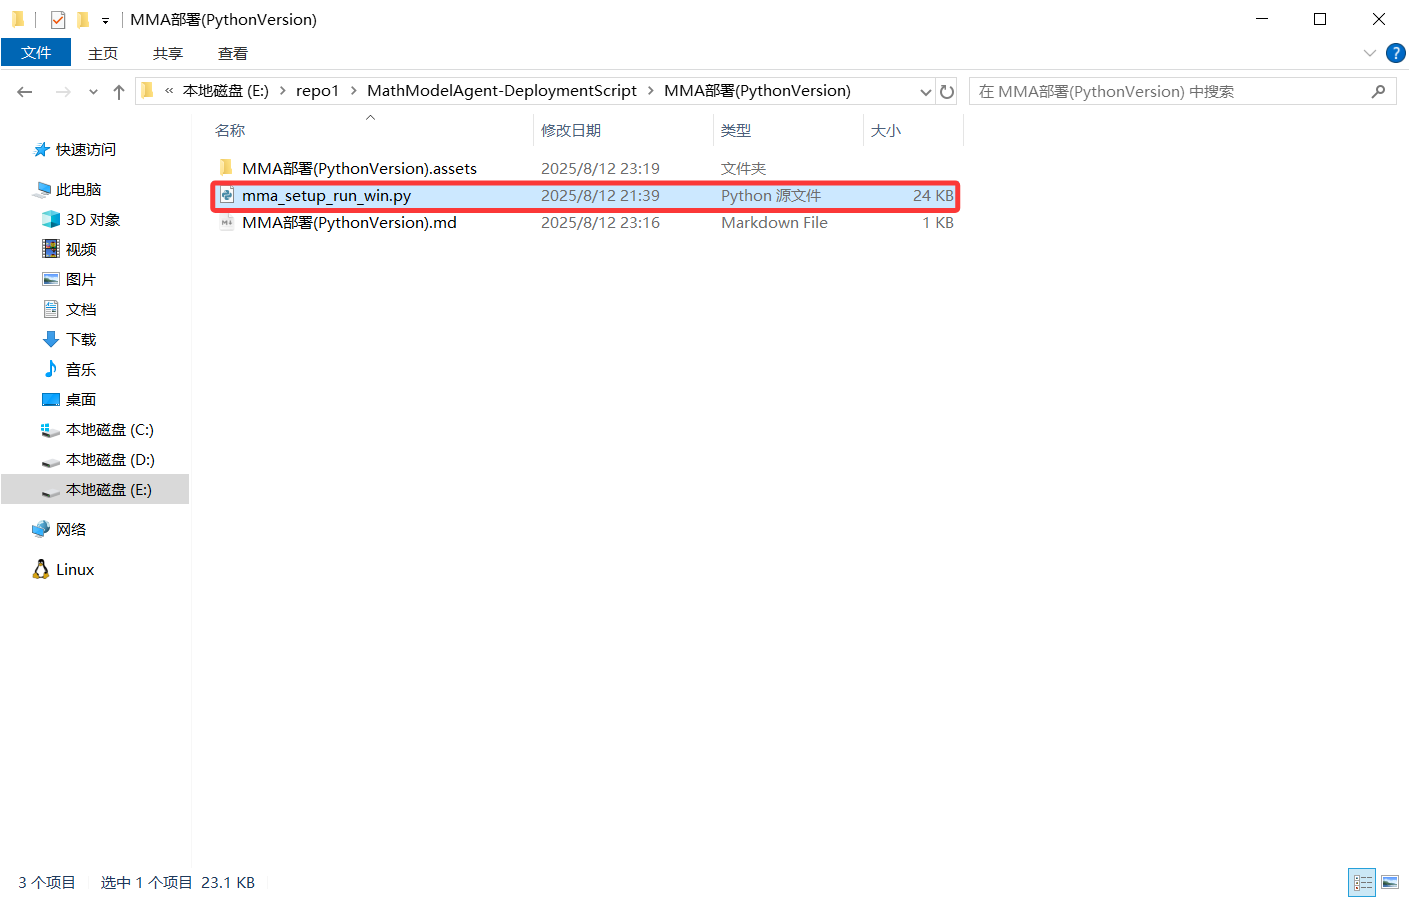 MMA部署(PythonVersion)
文件 主页 共享 查看
« 本地磁盘 (E:) › repo1 › MathModelAgent-DeploymentScript › MMA部署(PythonVersion)
在 MMA部署(PythonVersion) 中搜索
名称 修改日期 类型 大小
MMA部署(PythonVersion).assets 2025/8/12 23:19 文件夹
mma_setup_run_win.py 2025/8/12 21:39 Python 源文件 24 KB
MMA部署(PythonVersion).md 2025/8/12 23:16 Markdown File 1 KB
快速访问
此电脑
3D 对象
视频
图片
文档
下载
音乐
桌面
本地磁盘 (C:)
本地磁盘 (D:)
本地磁盘 (E:)
网络
Linux
3 个项目 选中 1 个项目 23.1 KB